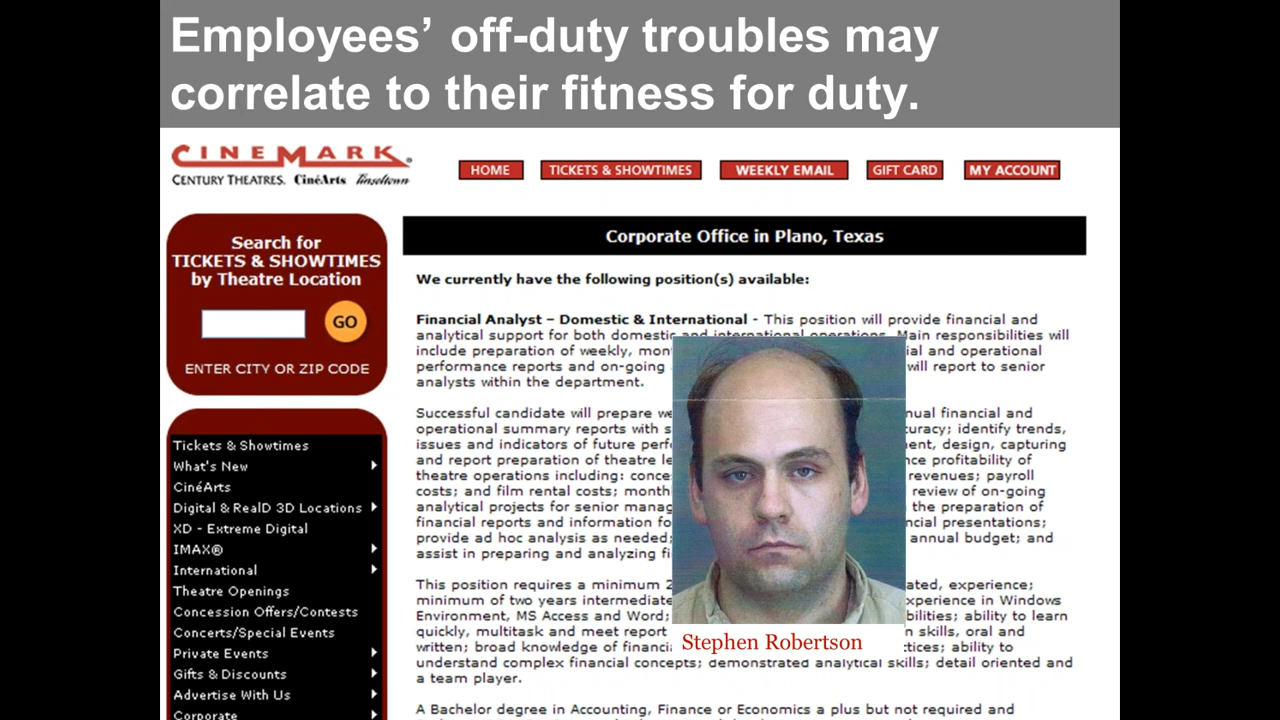 Employees’ off-duty troubles may
correlate to their fitness for duty.
CINEMARK
CENTURY THEATRES. CinéArts Tinseltown
HOME TICKETS & SHOWTIMES WEEKLY EMAIL GIFT CARD MY ACCOUNT
Search for
TICKETS & SHOWTIMES
by Theatre Location
GO
ENTER CITY OR ZIP CODE
Tickets & Showtimes
What's New
CinéArts
Digital & RealD 3D Locations
XD - Extreme Digital
IMAX®
International
Theatre Openings
Concession Offers/Contests
Concerts/Special Events
Private Events
Gifts & Discounts
Advertise With Us
Corporate
Corporate Office in Plano, Texas
We currently have the following position(s) available:
Financial Analyst – Domestic & International - This position will provide financial and
analytical support for both domestic and international operations. Main responsibilities will
include preparation of weekly, and operational
performance reports and on-going will report to senior
analysts within the department.
Successful candidate will prepare financial and
operational summary reports with identify trends,
issues and indicators of future design, capturing
and report preparation of theatre profitability of
theatre operations including: revenues; payroll
costs; and film rental costs; review of on-going
analytical projects for senior the preparation of
financial reports and information presentations;
provide ad hoc analysis as needed; annual budget; and
assist in preparing and analyzing
This position requires a minimum experience;
minimum of two years intermediate experience in Windows
Environment, MS Access and Word; ability to learn
quickly, multitask and meet report skills, oral and
written; broad knowledge of ability to
understand complex financial concepts; demonstrated analytical skills; detail oriented and
a team player.
A Bachelor degree in Accounting, Finance or Economics a plus but not required and
Stephen Robertson